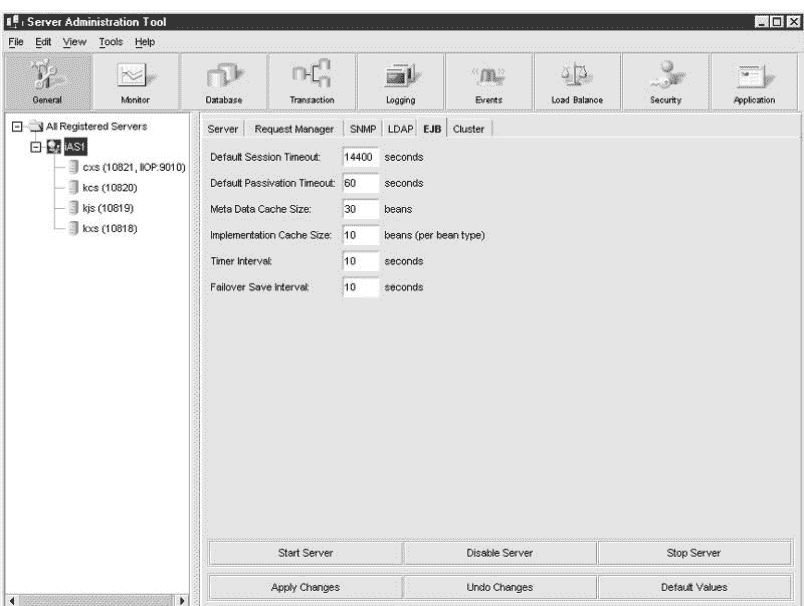 Server Administration Tool
File Edit View Tools Help
General Monitor Database Transaction Logging Events Load Balance Security Application
All Registered Servers
iAS1
cxs (10821, IIOP:9010)
kcs (10820)
kjs (10819)
kxs (10818)
Server Request Manager SNMP LDAP EJB Cluster
Default Session Timeout: 14400 seconds
Default Passivation Timeout: 60 seconds
Meta Data Cache Size: 30 beans
Implementation Cache Size: 10 beans (per bean type)
Timer Interval: 10 seconds
Failover Save Interval: 10 seconds
Start Server Disable Server Stop Server
Apply Changes Undo Changes Default Values